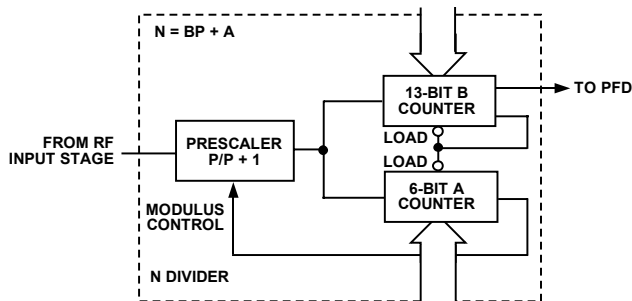 N = BP + A
13-BIT B
COUNTER
TO PFD
LOAD
LOAD
FROM RF
INPUT STAGE
PRESCALER
P/P + 1
6-BIT A
COUNTER
MODULUS
CONTROL
N DIVIDER